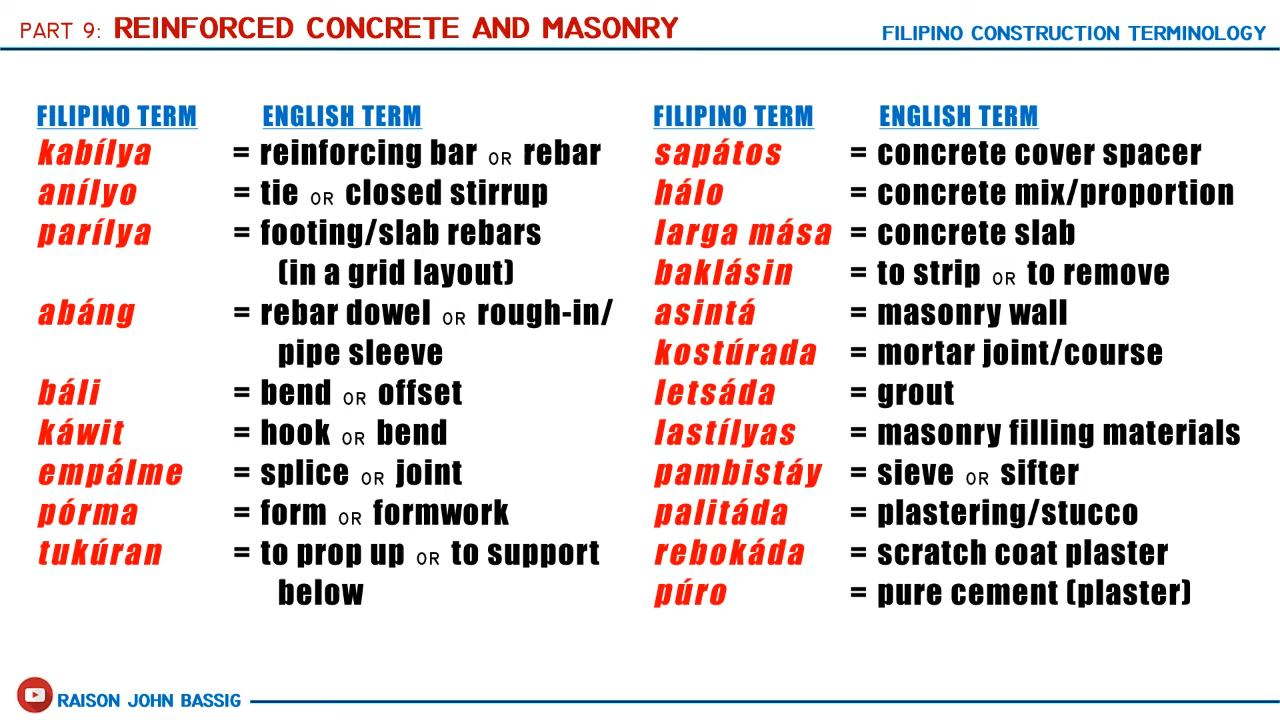 PART 9: REINFORCED CONCRETE AND MASONRY
FILIPINO CONSTRUCTION TERMINOLOGY
FILIPINO TERM ENGLISH TERM
kabílya = reinforcing bar OR rebar
anílyo = tie OR closed stirrup
parílya = footing/slab rebars
(in a grid layout)
abáng = rebar dowel OR rough-in/
pipe sleeve
báli = bend OR offset
káwit = hook OR bend
empálme = splice OR joint
pórma = form OR formwork
tukúran = to prop up OR to support
below
FILIPINO TERM ENGLISH TERM
sapátos = concrete cover spacer
hálo = concrete mix/proportion
larga mása = concrete slab
baklásin = to strip OR to remove
asintá = masonry wall
kostúrada = mortar joint/course
letsáda = grout
lastílyas = masonry filling materials
pambistáy = sieve OR sifter
palitáda = plastering/stucco
rebokáda = scratch coat plaster
púro = pure cement (plaster)
RAISON JOHN BASSIG